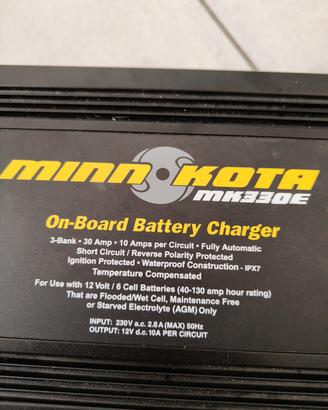 MINN KOTA
MK330E
On-Board Battery Charger
3-Bank • 30 Amp • 10 Amps per Circuit • Fully Automatic
Short Circuit / Reverse Polarity Protected
Ignition Protected • Waterproof Construction - IPX7
Temperature Compensated
For Use with 12 Volt / 6 Cell Batteries (40-130 amp hour rating)
That are Flooded/Wet Cell, Maintenance Free
or Starved Electrolyte (AGM) Only
INPUT: 230V a.c. 2.6A (MAX) 50Hz
OUTPUT: 12V d.c. 10A PER CIRCUIT